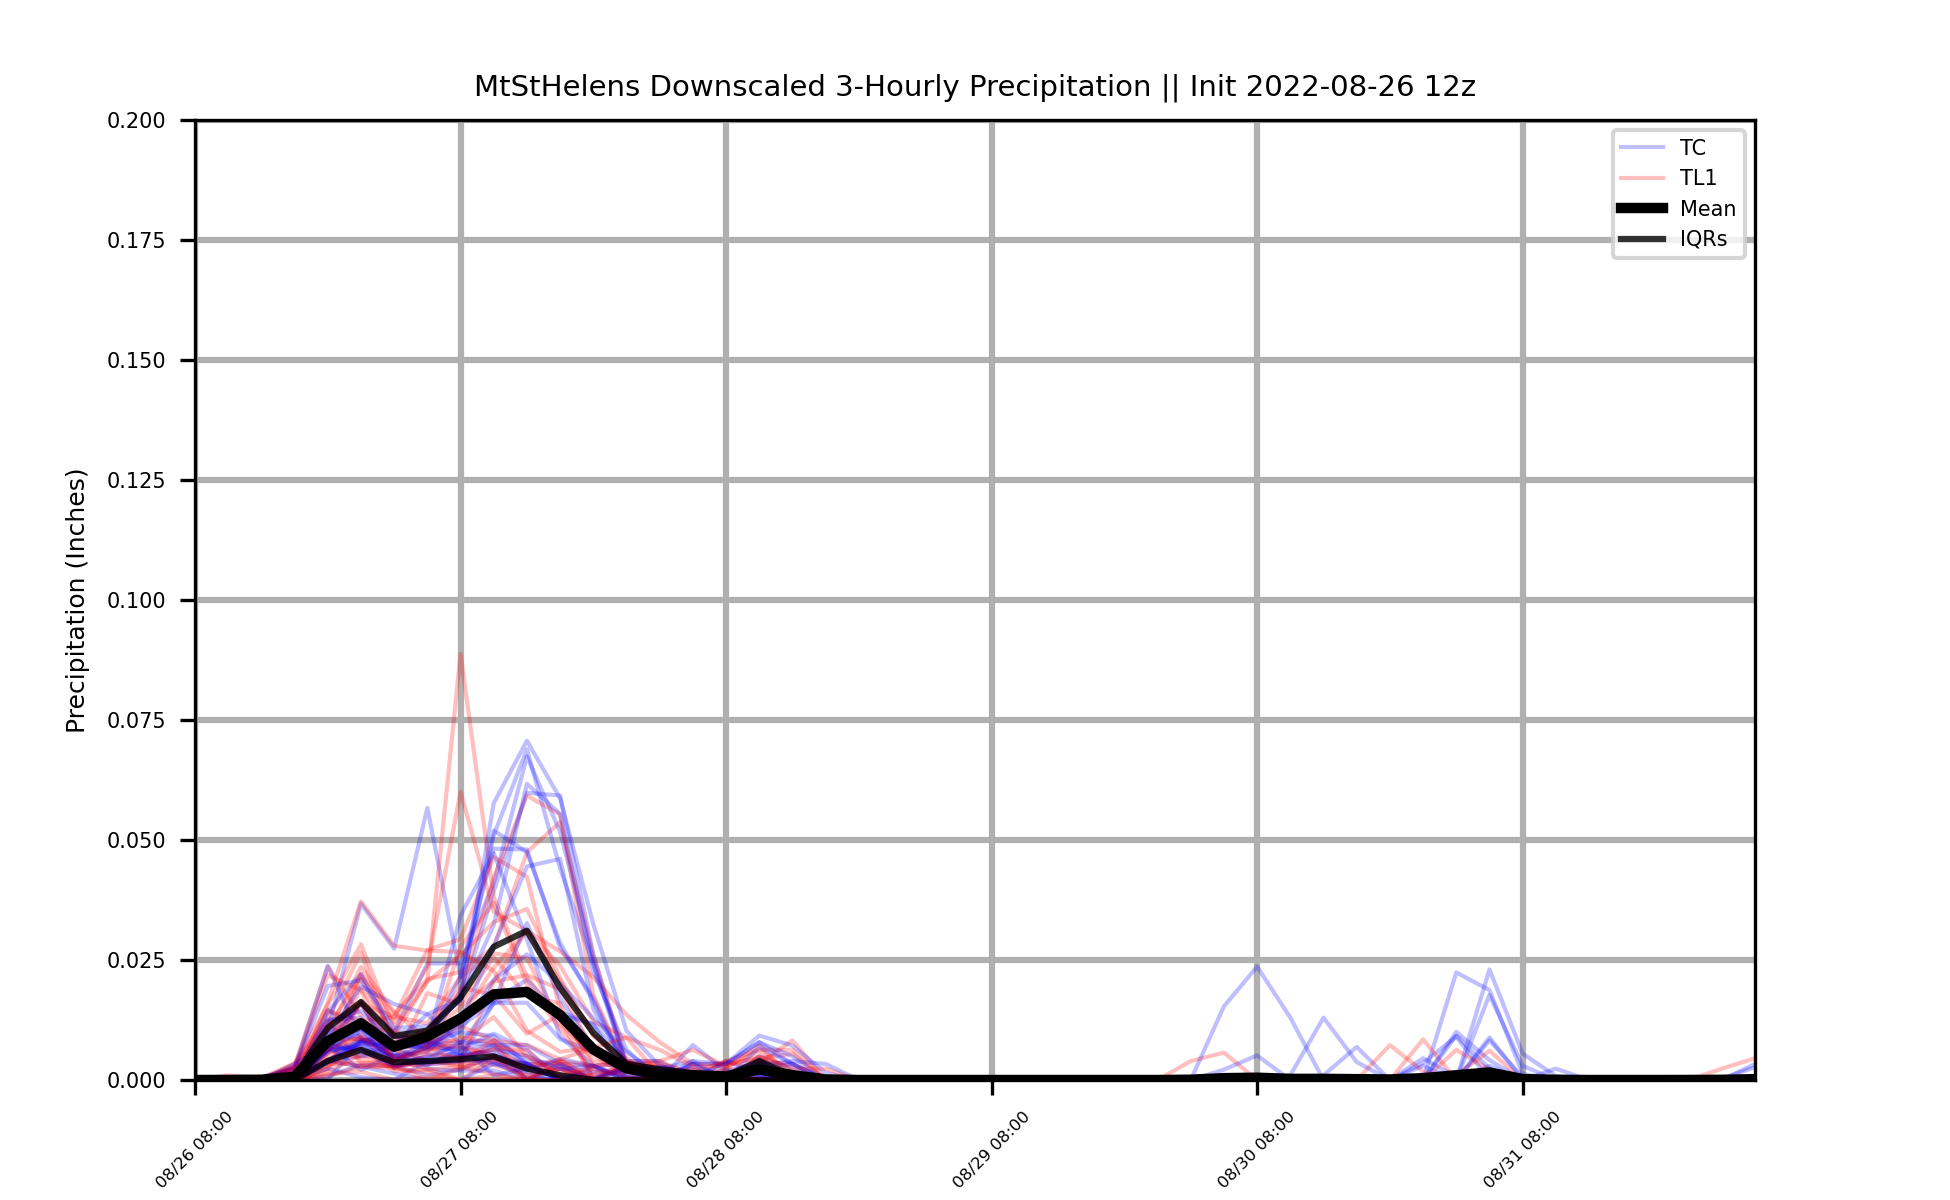 MtStHelens Downscaled 3-Hourly Precipitation || Init 2022-08-26 12z
Precipitation (Inches)
0.200
0.175
0.150
0.125
0.100
0.075
0.050
0.025
0.000
TC
TL1
Mean
IQRs
08/26 08:00
08/27 08:00
08/28 08:00
08/29 08:00
08/30 08:00
08/31 08:00